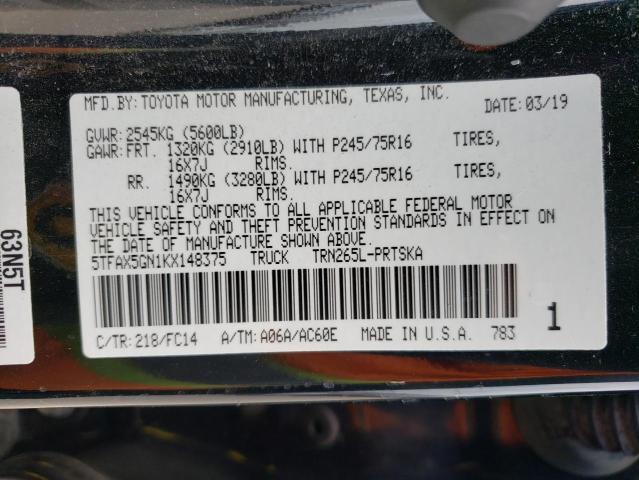 MFD.BY:TOYOTA MOTOR MANUFACTURING, TEXAS, INC.
DATE:03/19
GVWR:2545KG (5600LB)
GAWR:FRT. 1320KG (2910LB) WITH P245/75R16 TIRES,
16X7J RIMS.
RR. 1490KG (3280LB) WITH P245/75R16 TIRES,
16X7J RIMS.
THIS VEHICLE CONFORMS TO ALL APPLICABLE FEDERAL MOTOR
VEHICLE SAFETY AND THEFT PREVENTION STANDARDS IN EFFECT ON
THE DATE OF MANUFACTURE SHOWN ABOVE.
5TFAX5GN1KX148375 TRUCK TRN265L-PRTSKA
1
C/TR:218/FC14 A/TM:A06A/AC60E MADE IN U.S.A. 783
63N5T